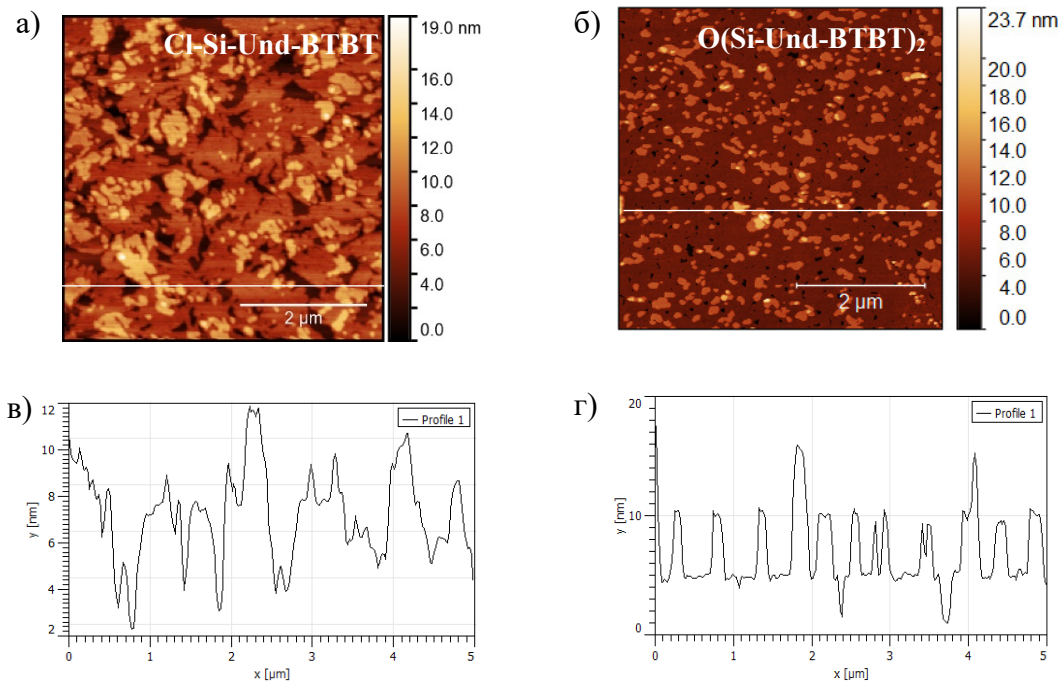 а)
Cl-Si-Und-BTBT
19.0 nm
16.0
14.0
12.0
10.0
8.0
6.0
4.0
0.0
2 µm
б)
O(Si-Und-BTBT)₂
23.7 nm
20.0
18.0
16.0
14.0
12.0
10.0
8.0
6.0
4.0
0.0
2 µm
в)
Profile 1
y [nm]
12
10
8
6
4
2
0 1 2 3 4 5
x [µm]
г)
Profile 1
y [nm]
20
10
0
0 1 2 3 4 5
x [µm]